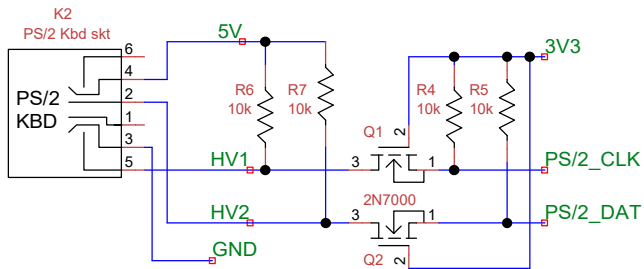 K2
PS/2 Kbd skt
PS/2
KBD
6
4
2
1
3
5
5V
3V3
R6
10k
R7
10k
R4
10k
R5
10k
Q1
2
3
1
HV1
PS/2_CLK
2N7000
HV2
3
1
PS/2_DAT
GND
Q2
2